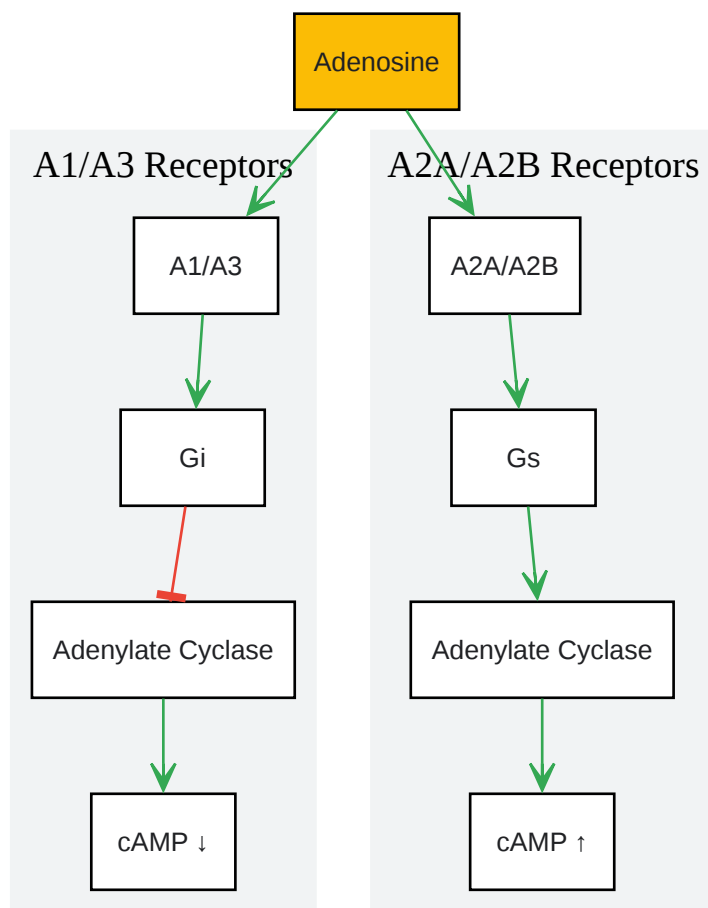 Adenosine
A1/A3 Receptors
A2A/A2B Receptors
A1/A3
A2A/A2B
Gi
Gs
Adenylate Cyclase
Adenylate Cyclase
cAMP ↓
cAMP ↑